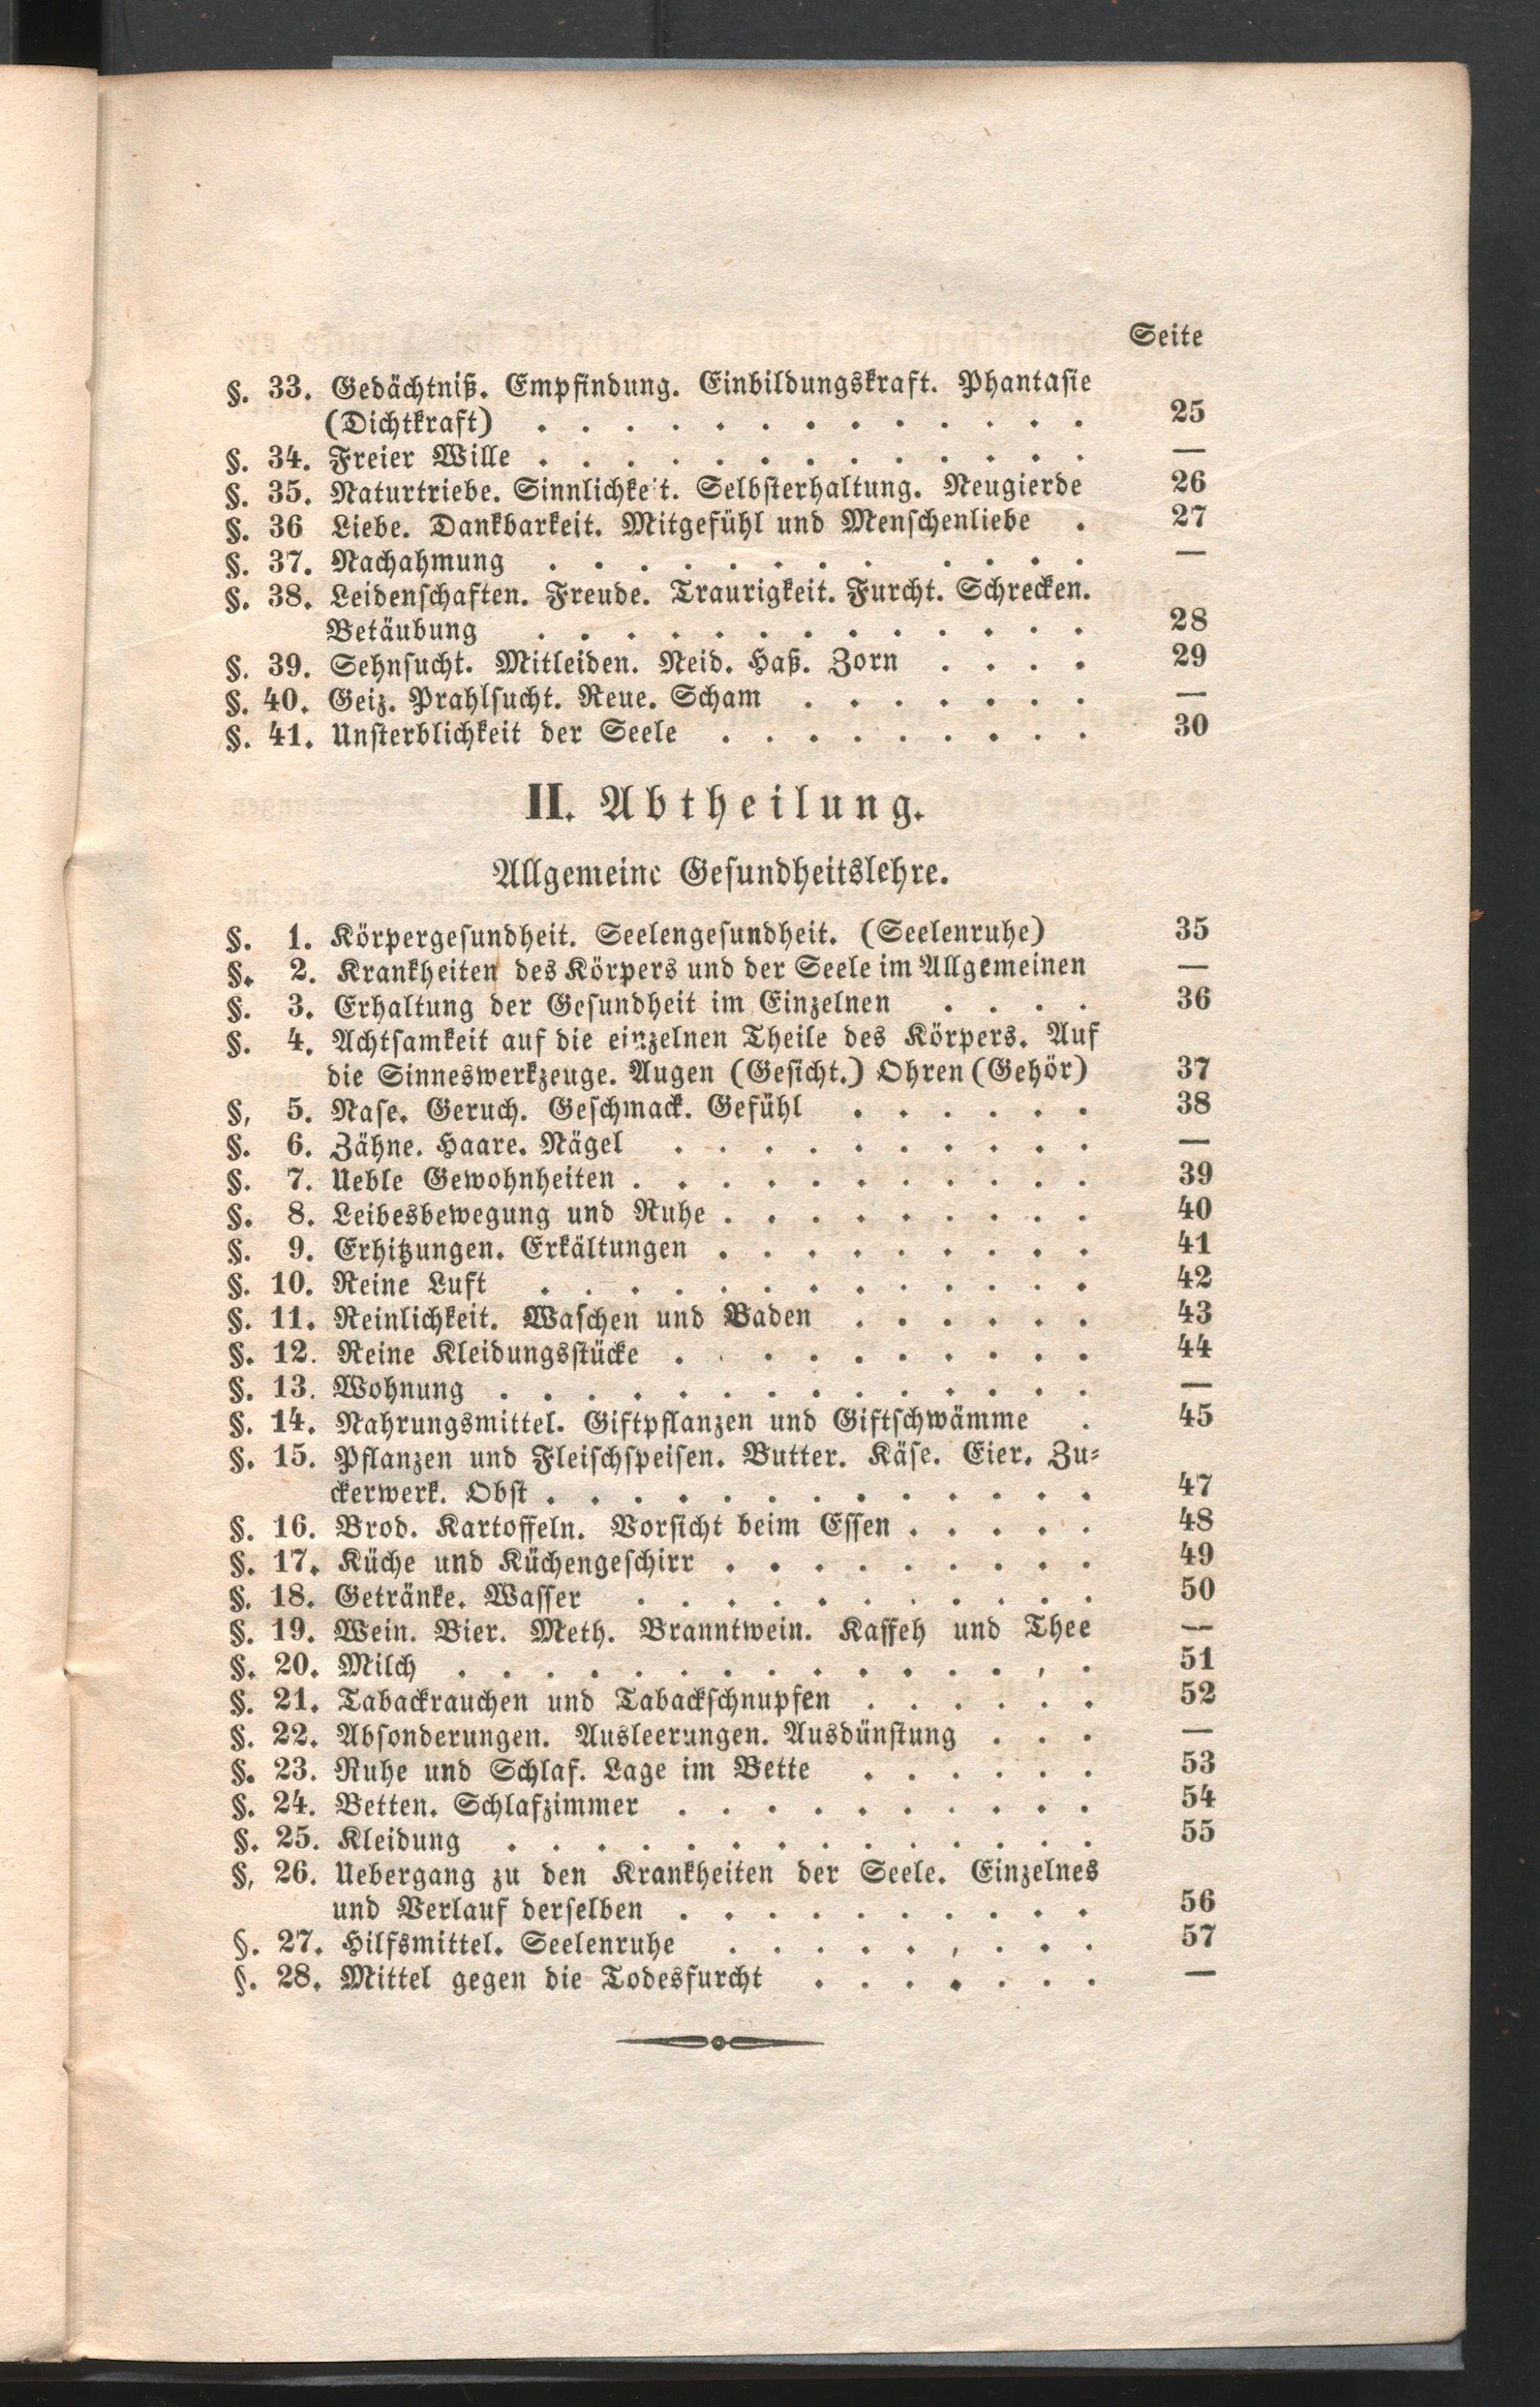 Seite
§. 33. Gedächtniß. Empfindung. Einbildungskraft. Phantasie
(Dichtkraft) . . . . . . . . . . . . . 25
§. 34. Freier Wille . . . . . . . . . . . . . —
§. 35. Naturtriebe. Sinnlichkeit. Selbsterhaltung. Neugierde 26
§. 36 Liebe. Dankbarkeit. Mitgefühl und Menschenliebe . 27
§. 37. Nachahmung . . . . . . . . . . . . —
§. 38. Leidenschaften. Freude. Traurigkeit. Furcht. Schrecken.
Betäubung . . . . . . . . . . . . . 28
§. 39. Sehnsucht. Mitleiden. Neid. Haß. Zorn . . . . 29
§. 40. Geiz. Prahlsucht. Reue. Scham . . . . . . . —
§. 41. Unsterblichkeit der Seele . . . . . . . . . 30
II. Abtheilung.
Allgemeine Gesundheitslehre.
§. 1. Körpergesundheit. Seelengesundheit. (Seelenruhe) 35
§. 2. Krankheiten des Körpers und der Seele im Allgemeinen —
§. 3. Erhaltung der Gesundheit im Einzelnen . . . . 36
§. 4. Achtsamkeit auf die einzelnen Theile des Körpers. Auf
die Sinneswerkzeuge. Augen (Gesicht.) Ohren (Gehör) 37
§, 5. Nase. Geruch. Geschmack. Gefühl . . . . . . 38
§. 6. Zähne. Haare. Nägel . . . . . . . . . . —
§. 7. Ueble Gewohnheiten . . . . . . . . . . . 39
§. 8. Leibesbewegung und Ruhe . . . . . . . . . 40
§. 9. Erhitzungen. Erkältungen . . . . . . . . . 41
§. 10. Reine Luft . . . . . . . . . . . . . 42
§. 11. Reinlichkeit. Waschen und Baden . . . . . . 43
§. 12. Reine Kleidungsstücke . . . . . . . . . . 44
§. 13. Wohnung . . . . . . . . . . . . . . —
§. 14. Nahrungsmittel. Giftpflanzen und Giftschwämme . 45
§. 15. Pflanzen und Fleischspeisen. Butter. Käse. Eier. Zu-
ckerwerk. Obst . . . . . . . . . . . . . 47
§. 16. Brod. Kartoffeln. Vorsicht beim Essen . . . . . 48
§. 17. Küche und Küchengeschirr . . . . . . . . . 49
§. 18. Getränke. Wasser . . . . . . . . . . . 50
§. 19. Wein. Bier. Meth. Branntwein. Kaffeh und Thee —
§. 20. Milch . . . . . . . . . . . . . , . 51
§. 21. Tabackrauchen und Tabackschnupfen . . . . . . 52
§. 22. Absonderungen. Ausleerungen. Ausdünstung . . . —
§. 23. Ruhe und Schlaf. Lage im Bette . . . . . . 53
§. 24. Betten. Schlafzimmer . . . . . . . . . . 54
§. 25. Kleidung . . . . . . . . . . . . . . 55
§, 26. Uebergang zu den Krankheiten der Seele. Einzelnes
und Verlauf derselben . . . . . . . . . . 56
§. 27. Hilfsmittel. Seelenruhe . . . . . , . . . 57
§. 28. Mittel gegen die Todesfurcht . . . . . . . —